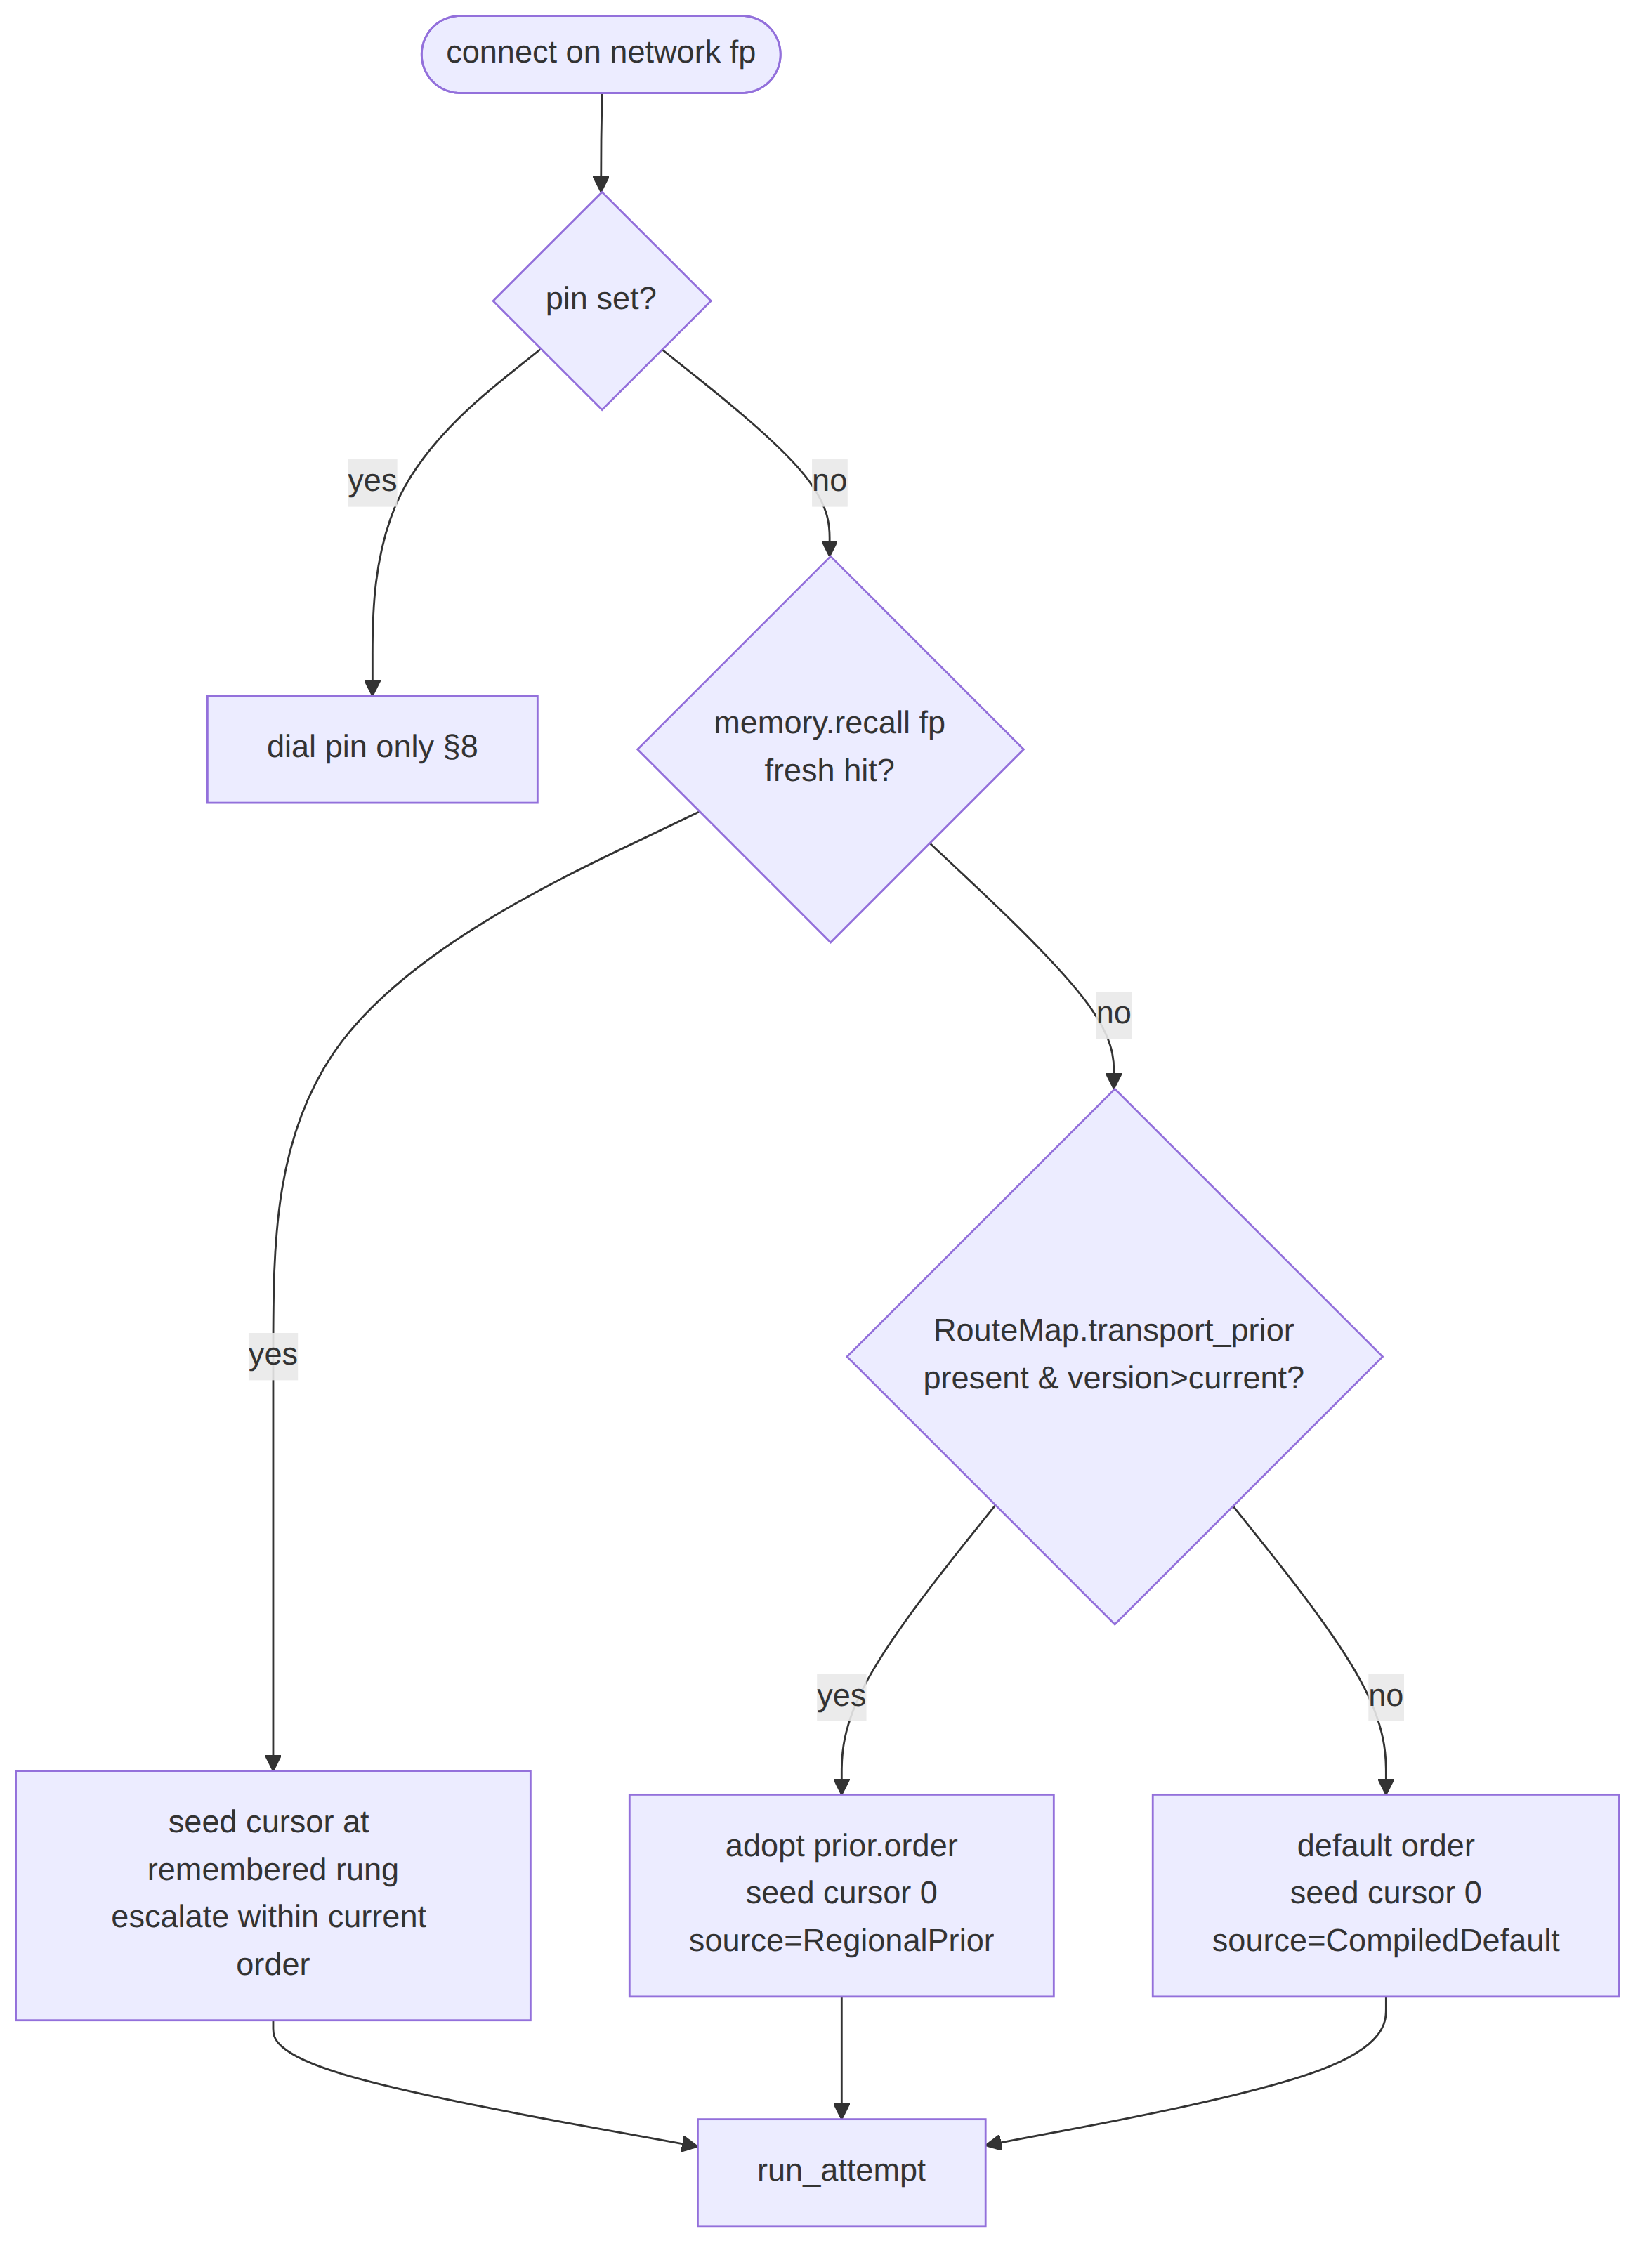 connect on network fp
pin set?
yes
no
dial pin only §8
memory.recall fp
fresh hit?
no
yes
RouteMap.transport_prior
present & version>current?
yes
no
seed cursor at
remembered rung
escalate within current
order
adopt prior.order
seed cursor 0
source=RegionalPrior
default order
seed cursor 0
source=CompiledDefault
run_attempt